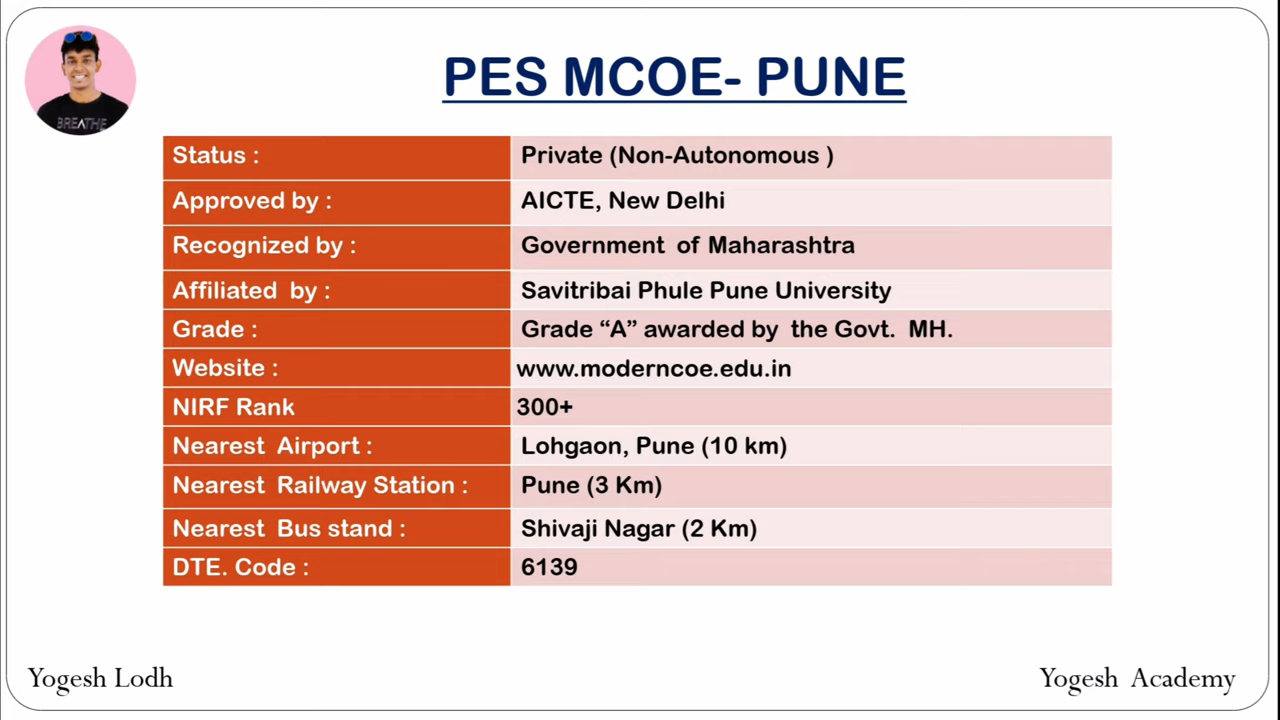 PES MCOE- PUNE
BREATHE
Status : Private (Non-Autonomous )
Approved by : AICTE, New Delhi
Recognized by : Government of Maharashtra
Affiliated by : Savitribai Phule Pune University
Grade : Grade “A” awarded by the Govt. MH.
Website : www.moderncoe.edu.in
NIRF Rank 300+
Nearest Airport : Lohgaon, Pune (10 km)
Nearest Railway Station : Pune (3 Km)
Nearest Bus stand : Shivaji Nagar (2 Km)
DTE. Code : 6139
Yogesh Lodh
Yogesh Academy